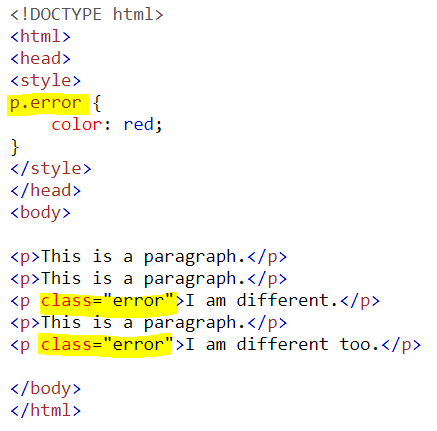 <!DOCTYPE html>
<html>
<head>
<style>
p.error {
    color: red;
}
</style>
</head>
<body>

<p>This is a paragraph.</p>
<p>This is a paragraph.</p>
<p class="error">I am different.</p>
<p>This is a paragraph.</p>
<p class="error">I am different too.</p>

</body>
</html>